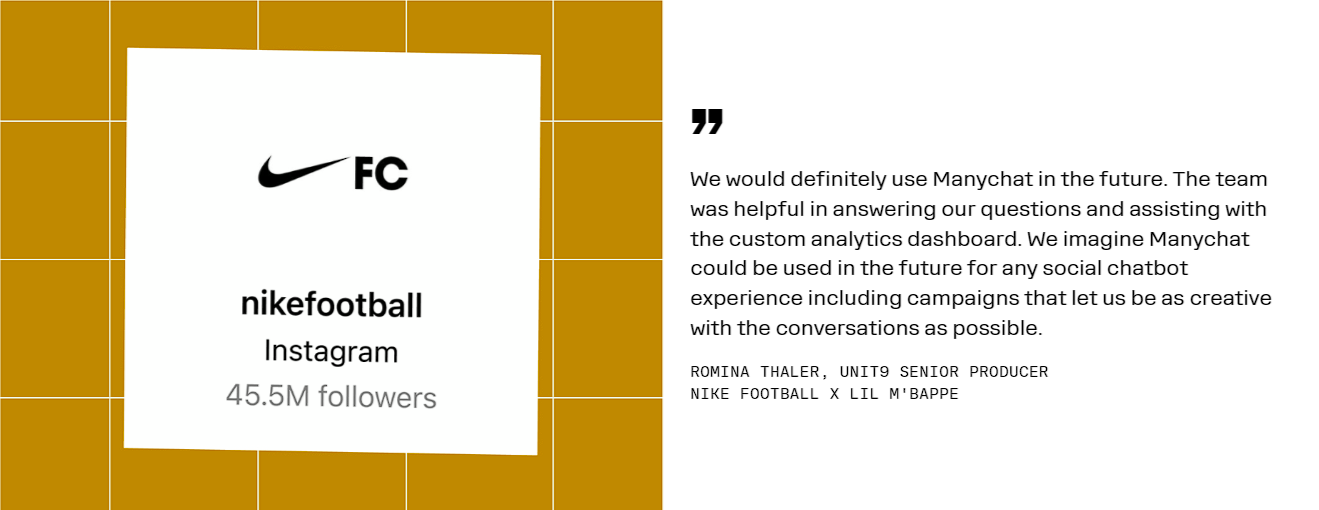 FC
nikefootball
Instagram
45.5M followers
”
We would definitely use Manychat in the future. The team
was helpful in answering our questions and assisting with
the custom analytics dashboard. We imagine Manychat
could be used in the future for any social chatbot
experience including campaigns that let us be as creative
with the conversations as possible.
ROMINA THALER, UNIT9 SENIOR PRODUCER
NIKE FOOTBALL X LIL M'BAPPE